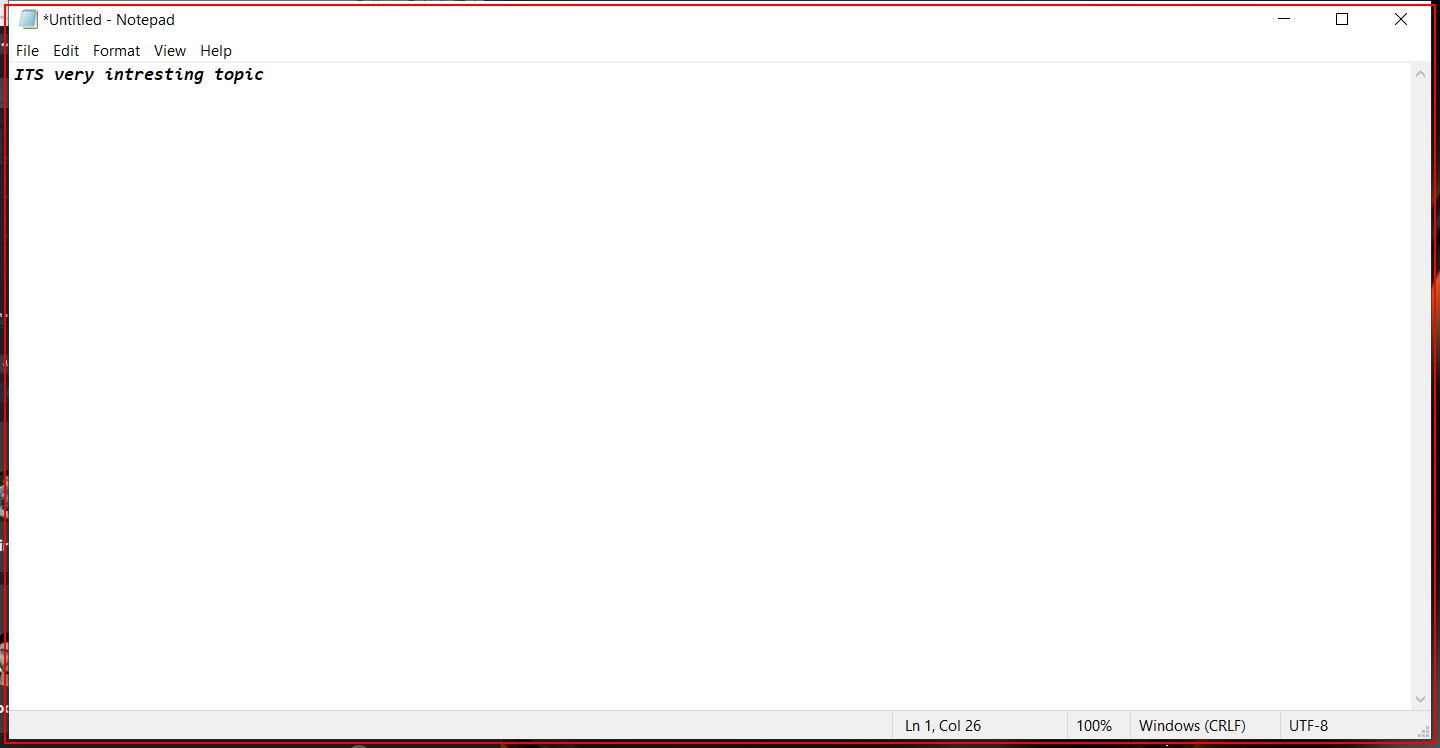 *Untitled - Notepad
File Edit Format View Help
ITS very intresting topic
Ln 1, Col 26 100% Windows (CRLF) UTF-8